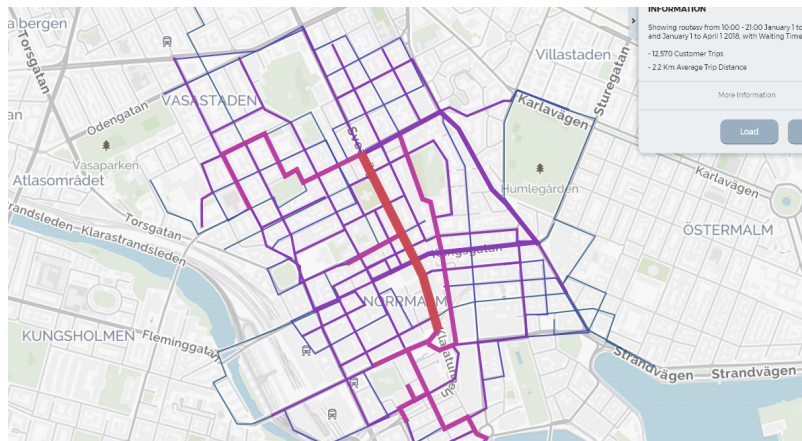 INFORMATION
Showing routesv from 10:00 - 21:00 January 1 to
and January 1 to April 1 2018, with Waiting Time
- 12.570 Customer Trips
- 2.2 Km Average Trip Distance
More Information
Load
Torsgatan
VASASTADEN
Odengatan
Vasaparken
Atlasområdet
Torsgatan
Klarastrandsleden
KUNGSHOLMEN
Fleminggatan
NORRMALM
Villastaden
Sturegatan
Karlavägen
Humlegården
Karlavägen
ÖSTERMALM
Strandvägen
Strandvägen